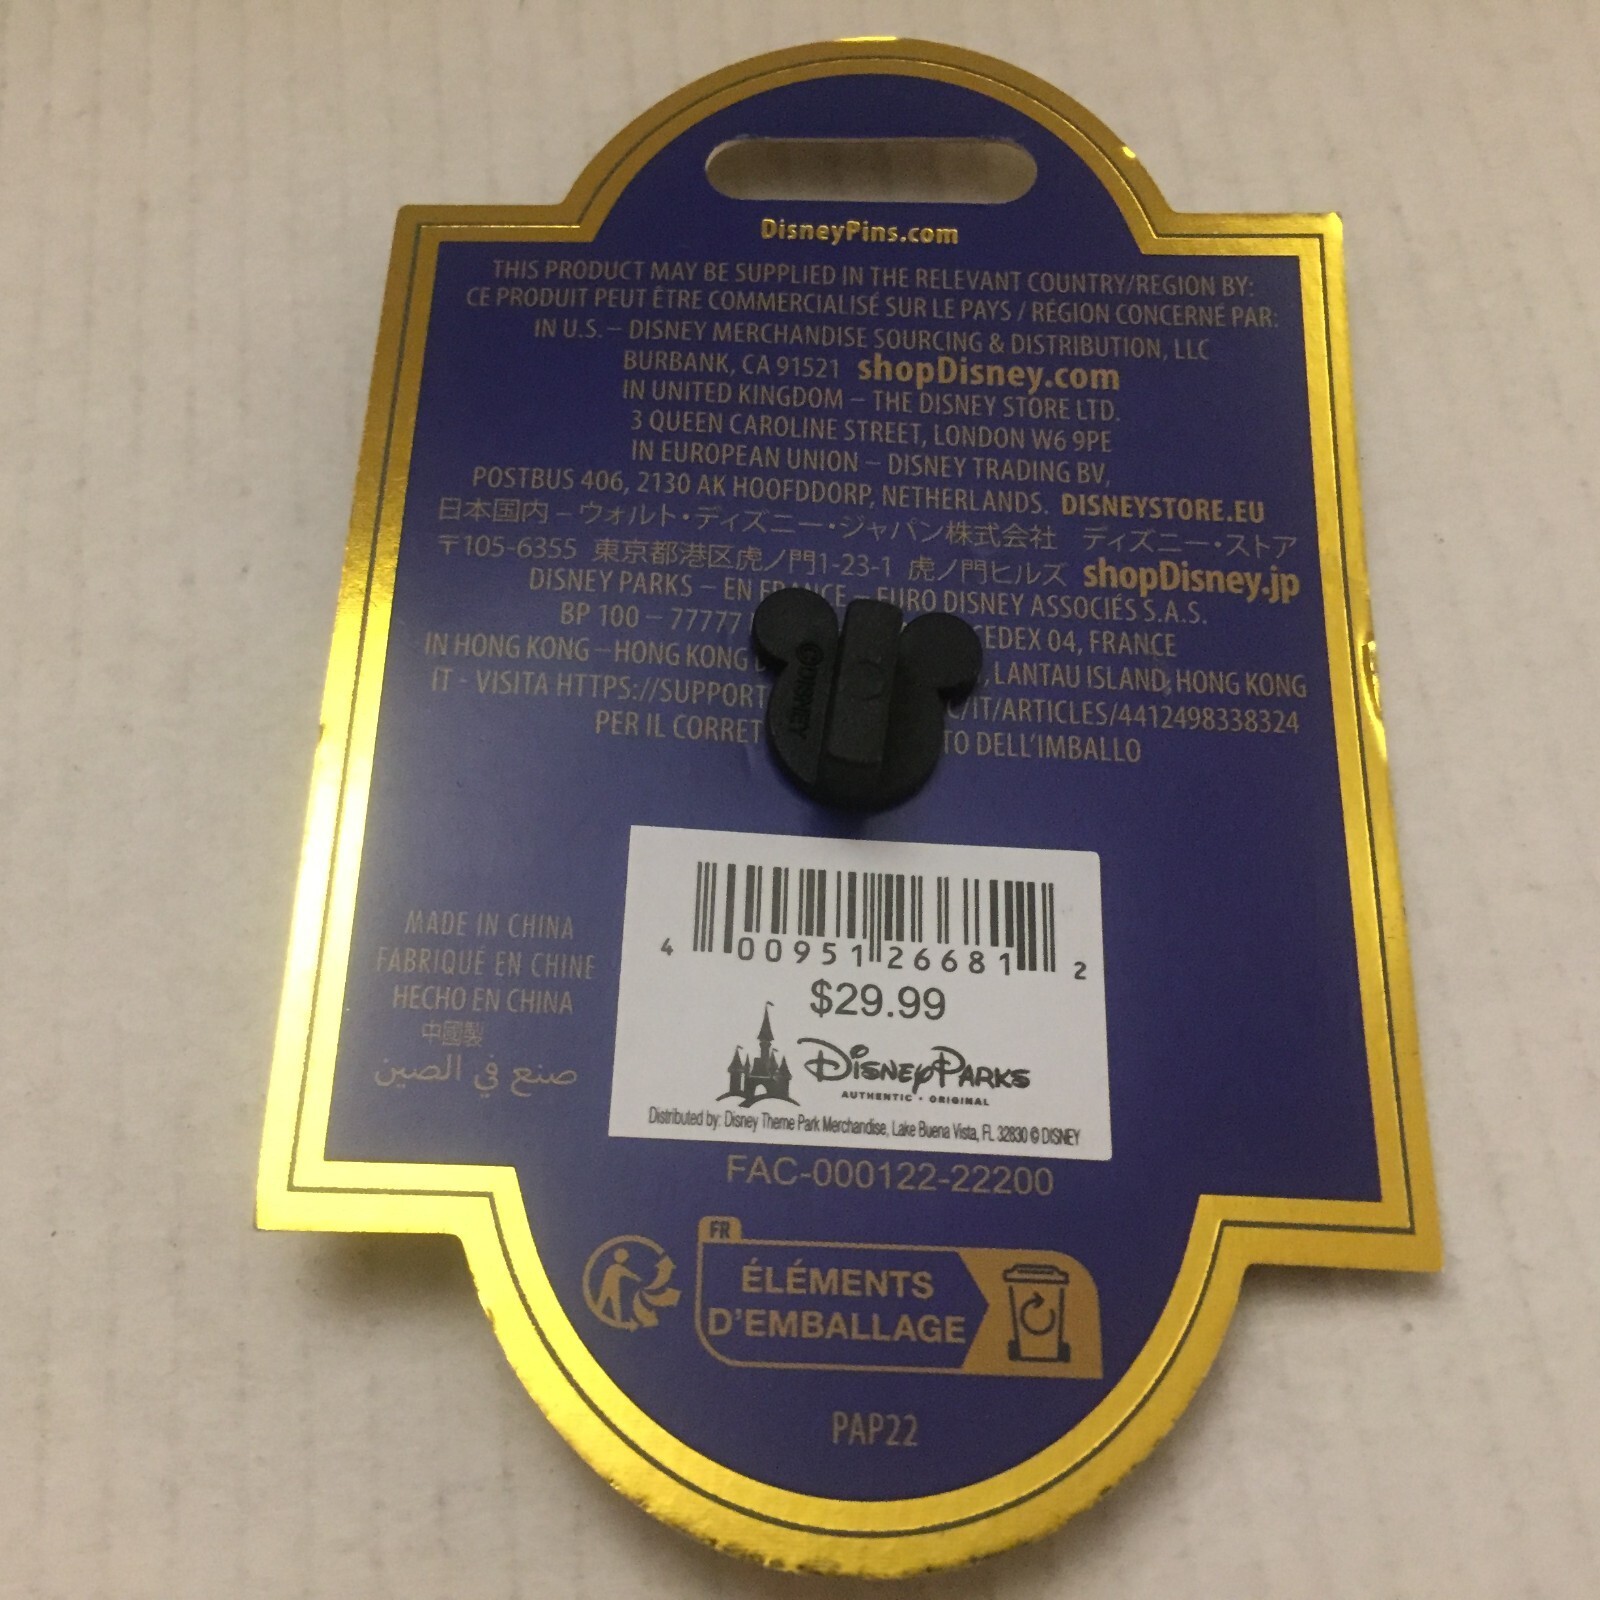 DisneyPins.com
THIS PRODUCT MAY BE SUPPLIED IN THE RELEVANT COUNTRY/REGION BY:
CE PRODUIT PEUT ÊTRE COMMERCIALISÉ SUR LE PAYS / RÉGION CONCERNÉ PAR:
IN U.S. – DISNEY MERCHANDISE SOURCING & DISTRIBUTION, LLC
BURBANK, CA 91521 shopDisney.com
IN UNITED KINGDOM – THE DISNEY STORE LTD.
3 QUEEN CAROLINE STREET, LONDON W6 9PE
IN EUROPEAN UNION – DISNEY TRADING BV,
POSTBUS 406, 2130 AK HOOFDDORP, NETHERLANDS. DISNEYSTORE.EU
日本国内 – ウォルト・ディズニー・ジャパン株式会社 ディズニー・ストア
〒105-6355 東京都港区虎ノ門1-23-1 虎ノ門ヒルズ shopDisney.jp
DISNEY PARKS – EN FRANCE – EURO DISNEY ASSOCIÉS S.A.S.
BP 100 – 77777 CEDEX 04, FRANCE
IN HONG KONG – HONG KONG , LANTAU ISLAND, HONG KONG
IT - VISITA HTTPS://SUPPORT C/IT/ARTICLES/4412498338324
PER IL CORRET TO DELL'IMBALLO
©DISNEY
MADE IN CHINA
FABRIQUÉ EN CHINE
HECHO EN CHINA
中國製
صنع في الصين
4 00951 26681 2
$29.99
Disney Parks
AUTHENTIC • ORIGINAL
Distributed by: Disney Theme Park Merchandise, Lake Buena Vista, FL 32830 © DISNEY
FAC-000122-22200
FR
ÉLÉMENTS
D'EMBALLAGE
PAP22